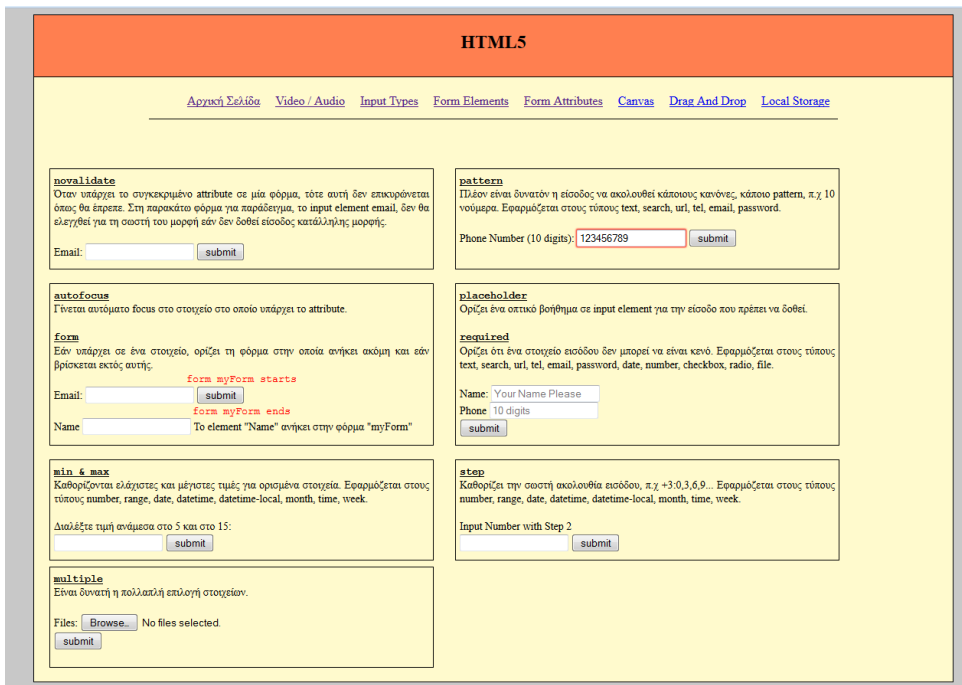 HTML5
Αρχική Σελίδα Video / Audio Input Types Form Elements Form Attributes Canvas Drag And Drop Local Storage
novalidate
Όταν υπάρχει το συγκεκριμένο attribute σε μία φόρμα, τότε αυτή δεν επικυρώνεται
όπως θα έπρεπε. Στη παρακάτω φόρμα για παράδειγμα, το input element email, δεν θα
ελεγχθεί για τη σωστή του μορφή εάν δεν δοθεί είσοδος κατάλληλης μορφής.
Email: submit
pattern
Πλέον είναι δυνατόν η είσοδος να ακολουθεί κάποιους κανόνες, κάποιο pattern, π.χ 10
νούμερα. Εφαρμόζεται στους τύπους text, search, url, tel, email, password.
Phone Number (10 digits): 123456789 submit
autofocus
Γίνεται αυτόματο focus στο στοιχείο στο οποίο υπάρχει το attribute.
form
Εάν υπάρχει σε ένα στοιχείο, ορίζει τη φόρμα στην οποία ανήκει ακόμη και εάν
βρίσκεται εκτός αυτής.
form myForm starts
Email: submit
form myForm ends
Name Το element "Name" ανήκει στην φόρμα "myForm"
placeholder
Ορίζει ένα οπτικό βοήθημα σε input element για την είσοδο που πρέπει να δοθεί.
required
Ορίζει ότι ένα στοιχείο εισόδου δεν μπορεί να είναι κενό. Εφαρμόζεται στους τύπους
text, search, url, tel, email, password, date, number, checkbox, radio, file.
Name: Your Name Please
Phone 10 digits
submit
min & max
Καθορίζονται ελάχιστες και μέγιστες τιμές για ορισμένα στοιχεία. Εφαρμόζεται στους
τύπους number, range, date, datetime, datetime-local, month, time, week.
Διαλέξτε τιμή ανάμεσα στο 5 και στο 15:
submit
step
Καθορίζει την σωστή ακολουθία εισόδου, π.χ +3:0,3,6,9... Εφαρμόζεται στους τύπους
number, range, date, datetime, datetime-local, month, time, week.
Input Number with Step 2
submit
multiple
Είναι δυνατή η πολλαπλή επιλογή στοιχείων.
Files: Browse... No files selected.
submit